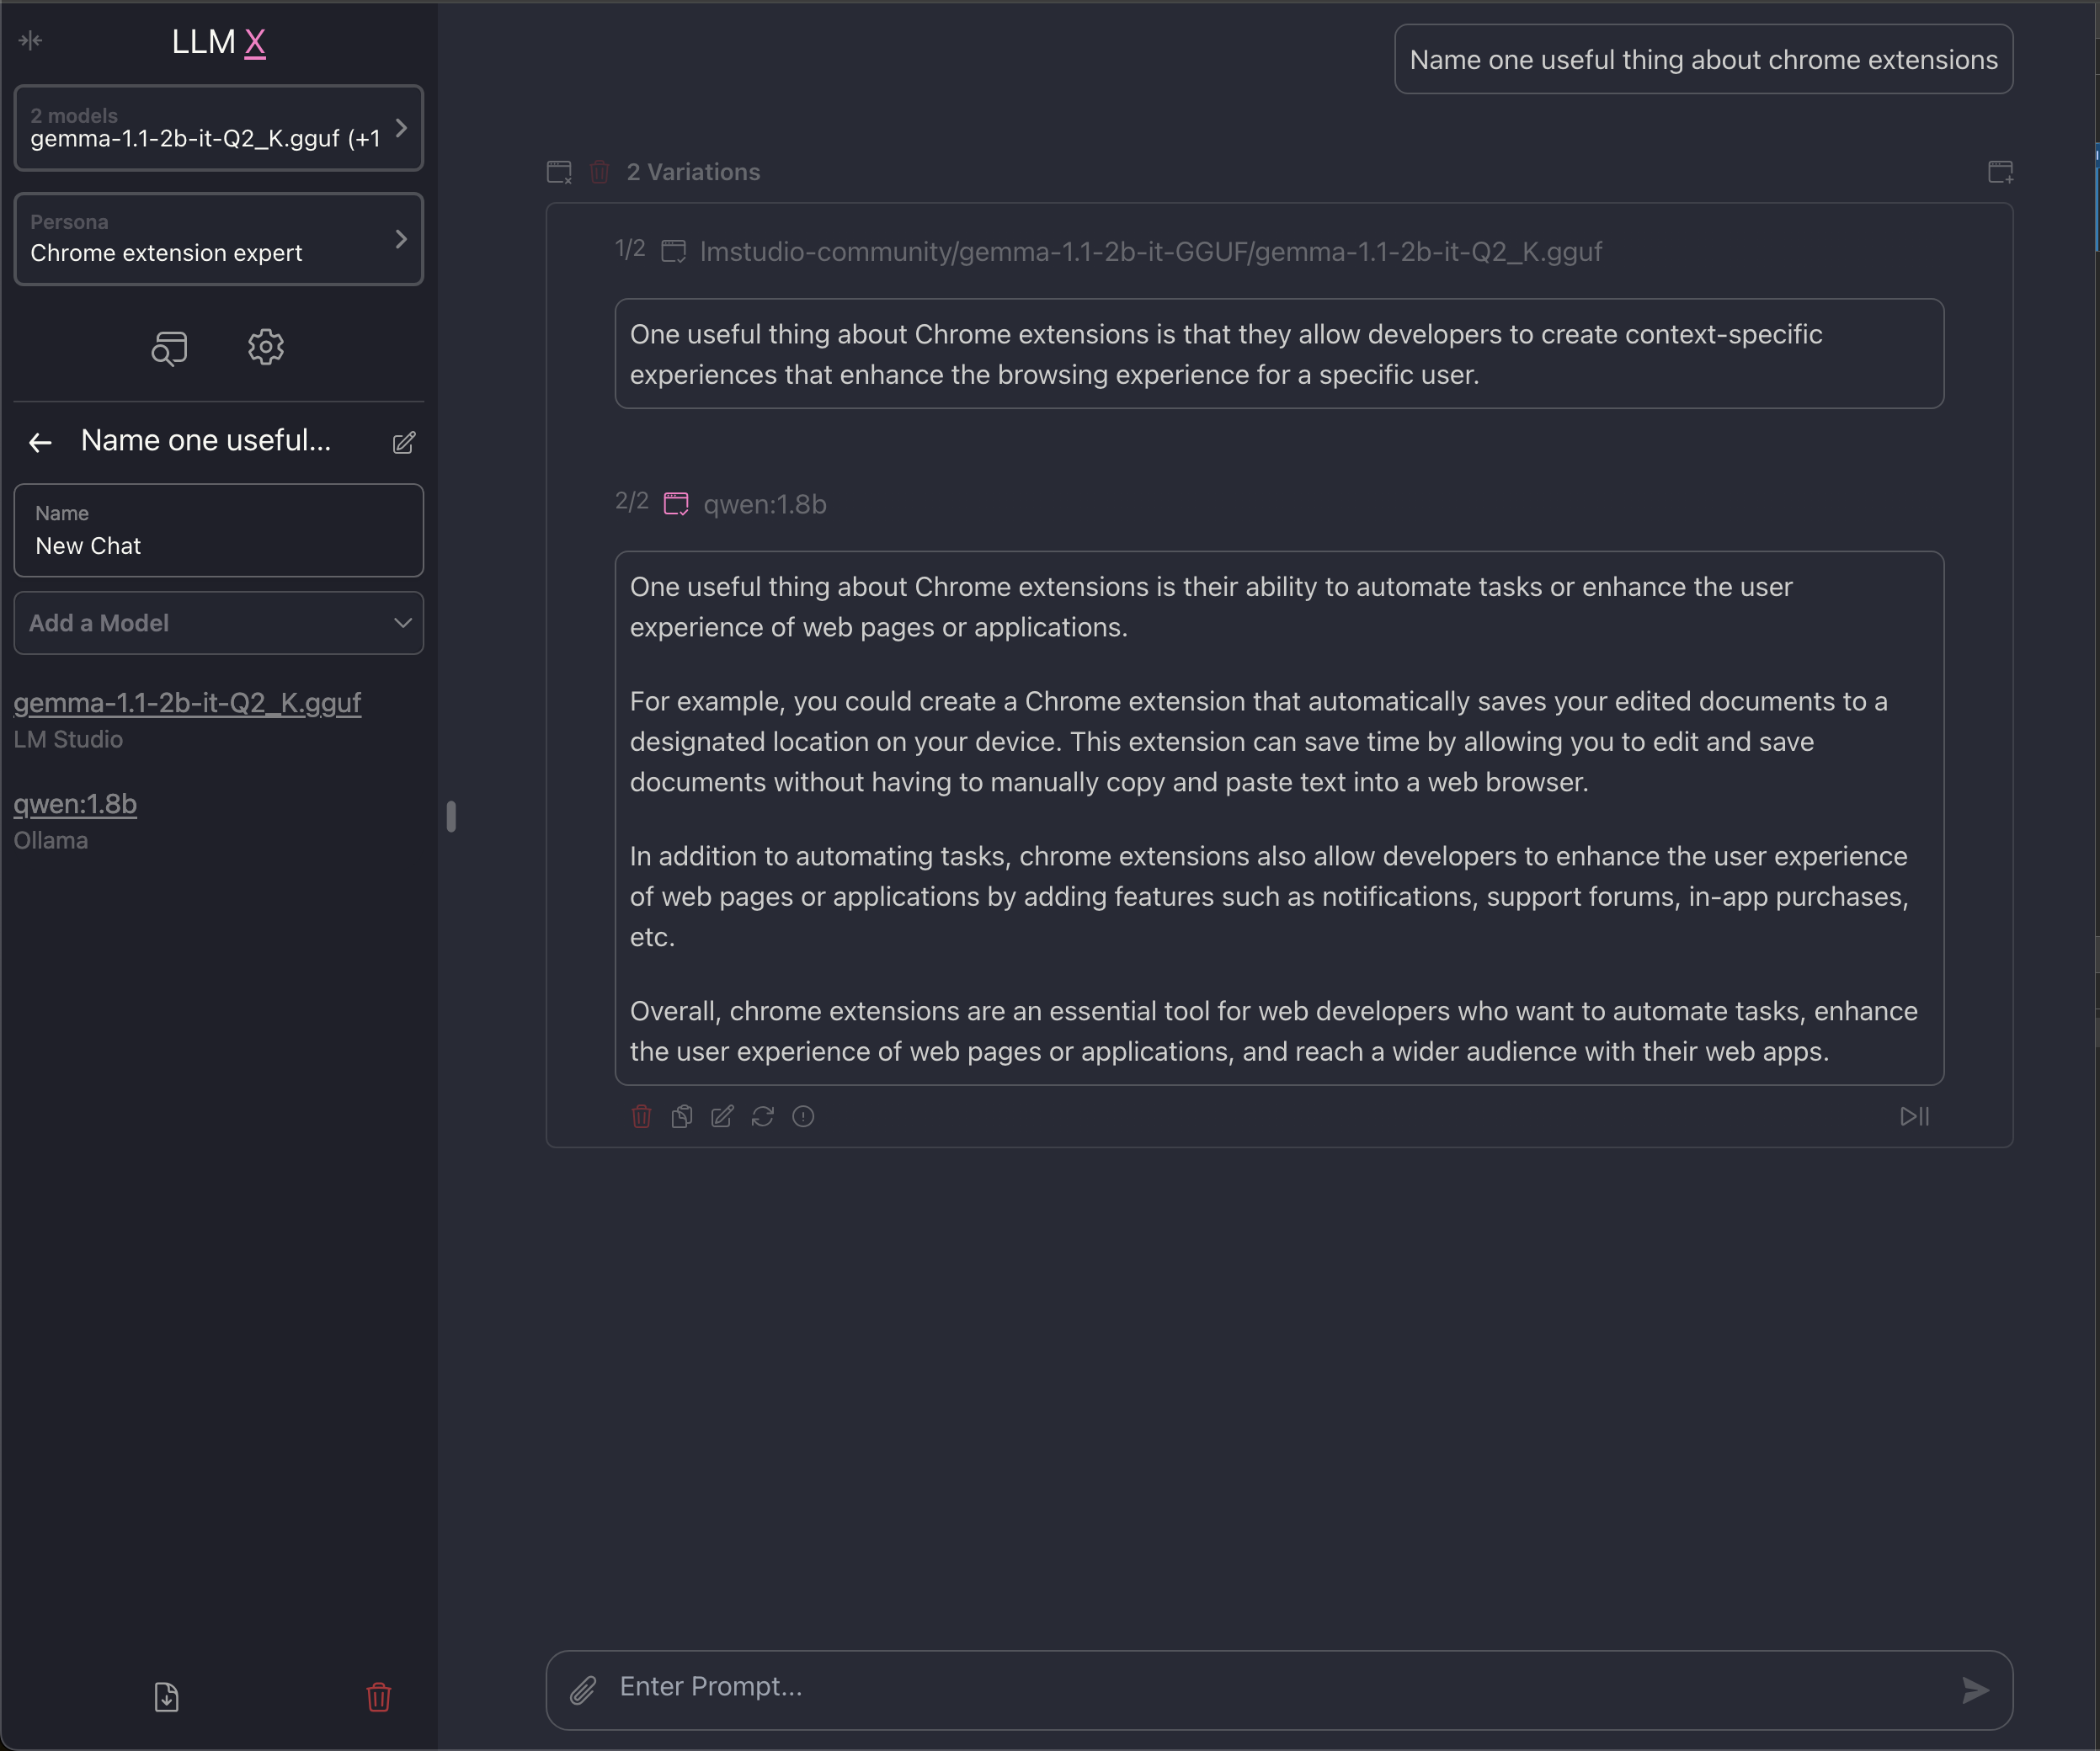 LLM X
2 models
gemma-1.1-2b-it-Q2_K.gguf (+1
Persona
Chrome extension expert
Name one useful...
Name
New Chat
Add a Model
gemma-1.1-2b-it-Q2_K.gguf
LM Studio
qwen:1.8b
Ollama
Name one useful thing about chrome extensions
2 Variations
1/2 lmstudio-community/gemma-1.1-2b-it-GGUF/gemma-1.1-2b-it-Q2_K.gguf
One useful thing about Chrome extensions is that they allow developers to create context-specific
experiences that enhance the browsing experience for a specific user.
2/2 qwen:1.8b
One useful thing about Chrome extensions is their ability to automate tasks or enhance the user
experience of web pages or applications.
For example, you could create a Chrome extension that automatically saves your edited documents to a
designated location on your device. This extension can save time by allowing you to edit and save
documents without having to manually copy and paste text into a web browser.
In addition to automating tasks, chrome extensions also allow developers to enhance the user experience
of web pages or applications by adding features such as notifications, support forums, in-app purchases,
etc.
Overall, chrome extensions are an essential tool for web developers who want to automate tasks, enhance
the user experience of web pages or applications, and reach a wider audience with their web apps.
Enter Prompt...